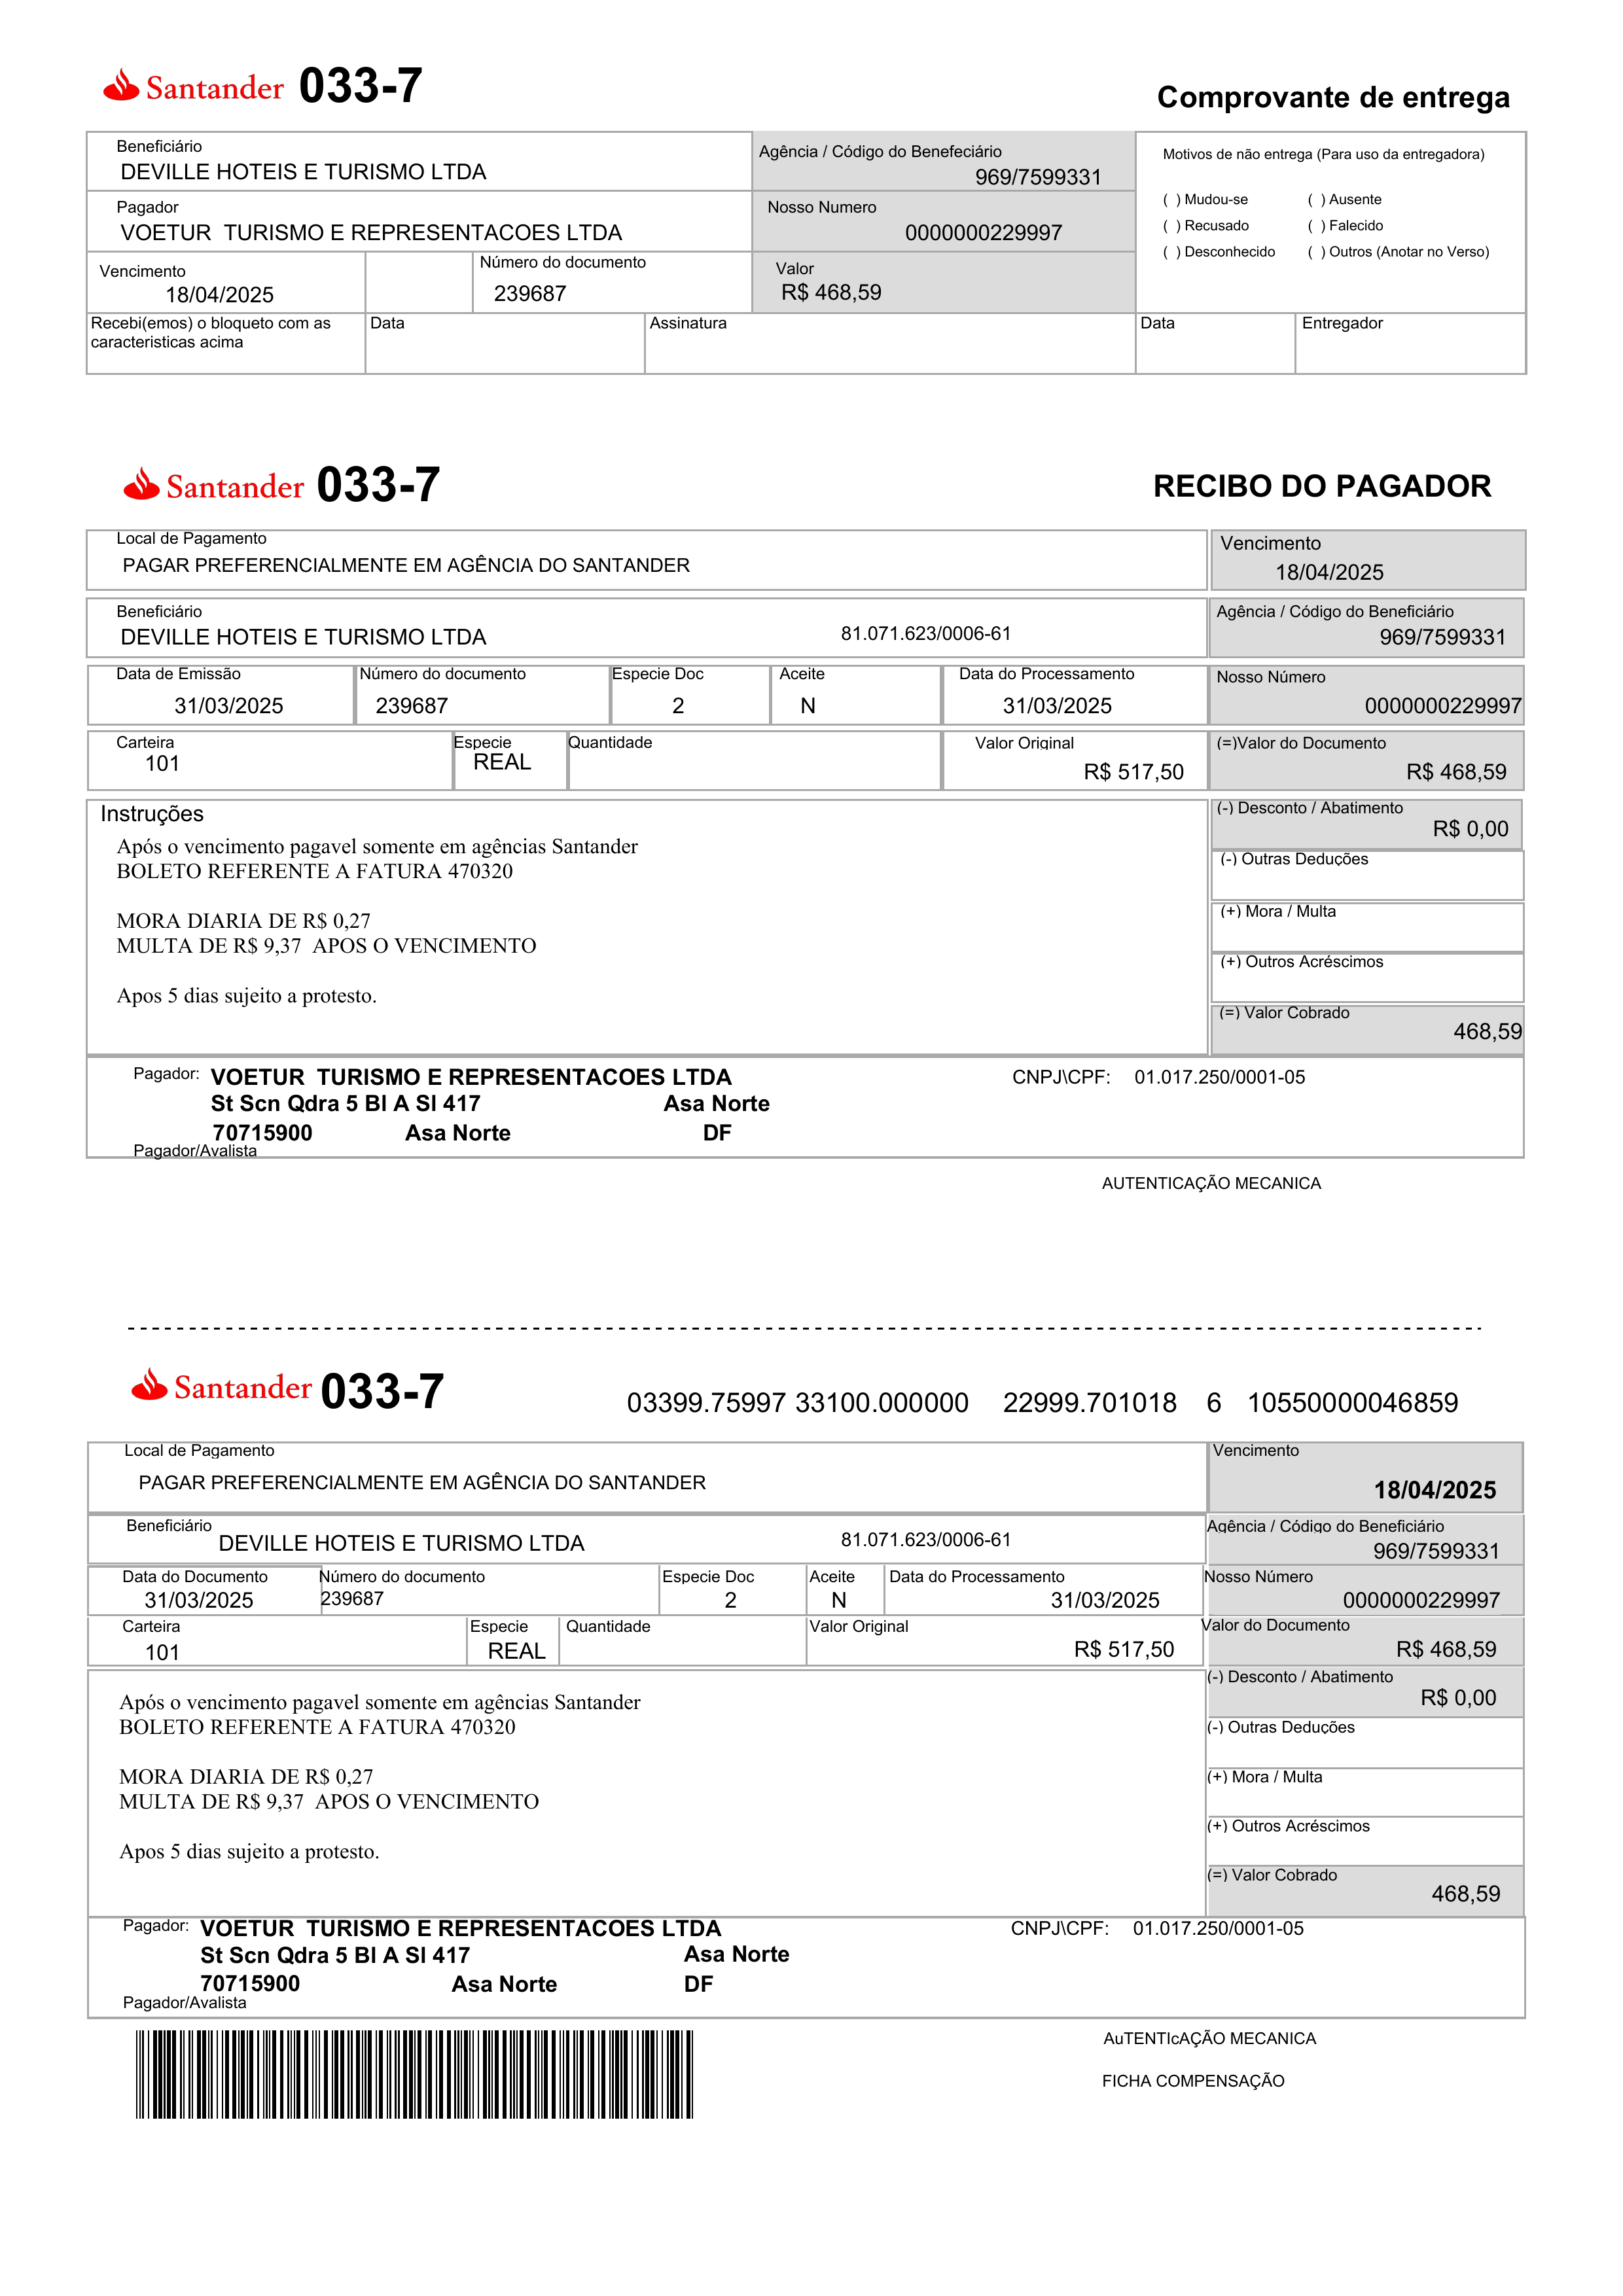 Santander 033-7
Comprovante de entrega
Beneficiário
DEVILLE HOTEIS E TURISMO LTDA
Agência / Código do Benefeciário
969/7599331
Motivos de não entrega (Para uso da entregadora)
( ) Mudou-se ( ) Ausente
( ) Recusado ( ) Falecido
( ) Desconhecido ( ) Outros (Anotar no Verso)
Pagador
VOETUR TURISMO E REPRESENTACOES LTDA
Nosso Numero
0000000229997
Vencimento
18/04/2025
Número do documento
239687
Valor
R$ 468,59
Recebi(emos) o bloqueto com as
caracteristicas acima
Data
Assinatura
Data
Entregador
Santander 033-7
RECIBO DO PAGADOR
Local de Pagamento
PAGAR PREFERENCIALMENTE EM AGÊNCIA DO SANTANDER
Vencimento
18/04/2025
Beneficiário
DEVILLE HOTEIS E TURISMO LTDA
81.071.623/0006-61
Agência / Código do Beneficiário
969/7599331
Data de Emissão
31/03/2025
Número do documento
239687
Especie Doc
2
Aceite
N
Data do Processamento
31/03/2025
Nosso Número
0000000229997
Carteira
101
Especie
REAL
Quantidade
Valor Original
R$ 517,50
(=)Valor do Documento
R$ 468,59
Instruções
Após o vencimento pagavel somente em agências Santander
BOLETO REFERENTE A FATURA 470320
MORA DIARIA DE R$ 0,27
MULTA DE R$ 9,37 APOS O VENCIMENTO
Apos 5 dias sujeito a protesto.
(-) Desconto / Abatimento
R$ 0,00
(-) Outras Deduções
(+) Mora / Multa
(+) Outros Acréscimos
(=) Valor Cobrado
468,59
Pagador: VOETUR TURISMO E REPRESENTACOES LTDA
CNPJ\CPF: 01.017.250/0001-05
St Scn Qdra 5 Bl A Sl 417 Asa Norte
70715900 Asa Norte DF
Pagador/Avalista
AUTENTICAÇÃO MECANICA
Santander 033-7
03399.75997 33100.000000 22999.701018 6 10550000046859
Local de Pagamento
PAGAR PREFERENCIALMENTE EM AGÊNCIA DO SANTANDER
Vencimento
18/04/2025
Beneficiário
DEVILLE HOTEIS E TURISMO LTDA
81.071.623/0006-61
Agência / Código do Beneficiário
969/7599331
Data do Documento
31/03/2025
Número do documento
239687
Especie Doc
2
Aceite
N
Data do Processamento
31/03/2025
Nosso Número
0000000229997
Carteira
101
Especie
REAL
Quantidade
Valor Original
R$ 517,50
Valor do Documento
R$ 468,59
Após o vencimento pagavel somente em agências Santander
BOLETO REFERENTE A FATURA 470320
MORA DIARIA DE R$ 0,27
MULTA DE R$ 9,37 APOS O VENCIMENTO
Apos 5 dias sujeito a protesto.
(-) Desconto / Abatimento
R$ 0,00
(-) Outras Deduções
(+) Mora / Multa
(+) Outros Acréscimos
(=) Valor Cobrado
468,59
Pagador: VOETUR TURISMO E REPRESENTACOES LTDA
CNPJ\CPF: 01.017.250/0001-05
St Scn Qdra 5 Bl A Sl 417 Asa Norte
70715900 Asa Norte DF
Pagador/Avalista
AuTENTIcAÇÃO MECANICA
FICHA COMPENSAÇÃO